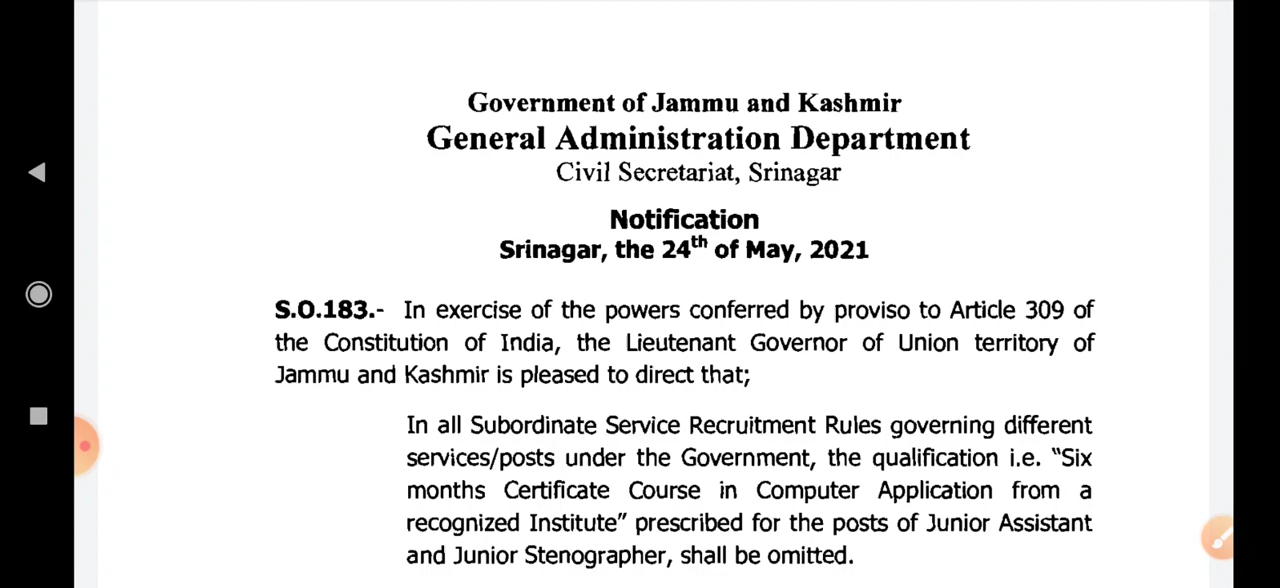 Government of Jammu and Kashmir
General Administration Department
Civil Secretariat, Srinagar
Notification
Srinagar, the 24th of May, 2021
S.O.183.- In exercise of the powers conferred by proviso to Article 309 of
the Constitution of India, the Lieutenant Governor of Union territory of
Jammu and Kashmir is pleased to direct that;
In all Subordinate Service Recruitment Rules governing different
services/posts under the Government, the qualification i.e. "Six
months Certificate Course in Computer Application from a
recognized Institute" prescribed for the posts of Junior Assistant
and Junior Stenographer, shall be omitted.